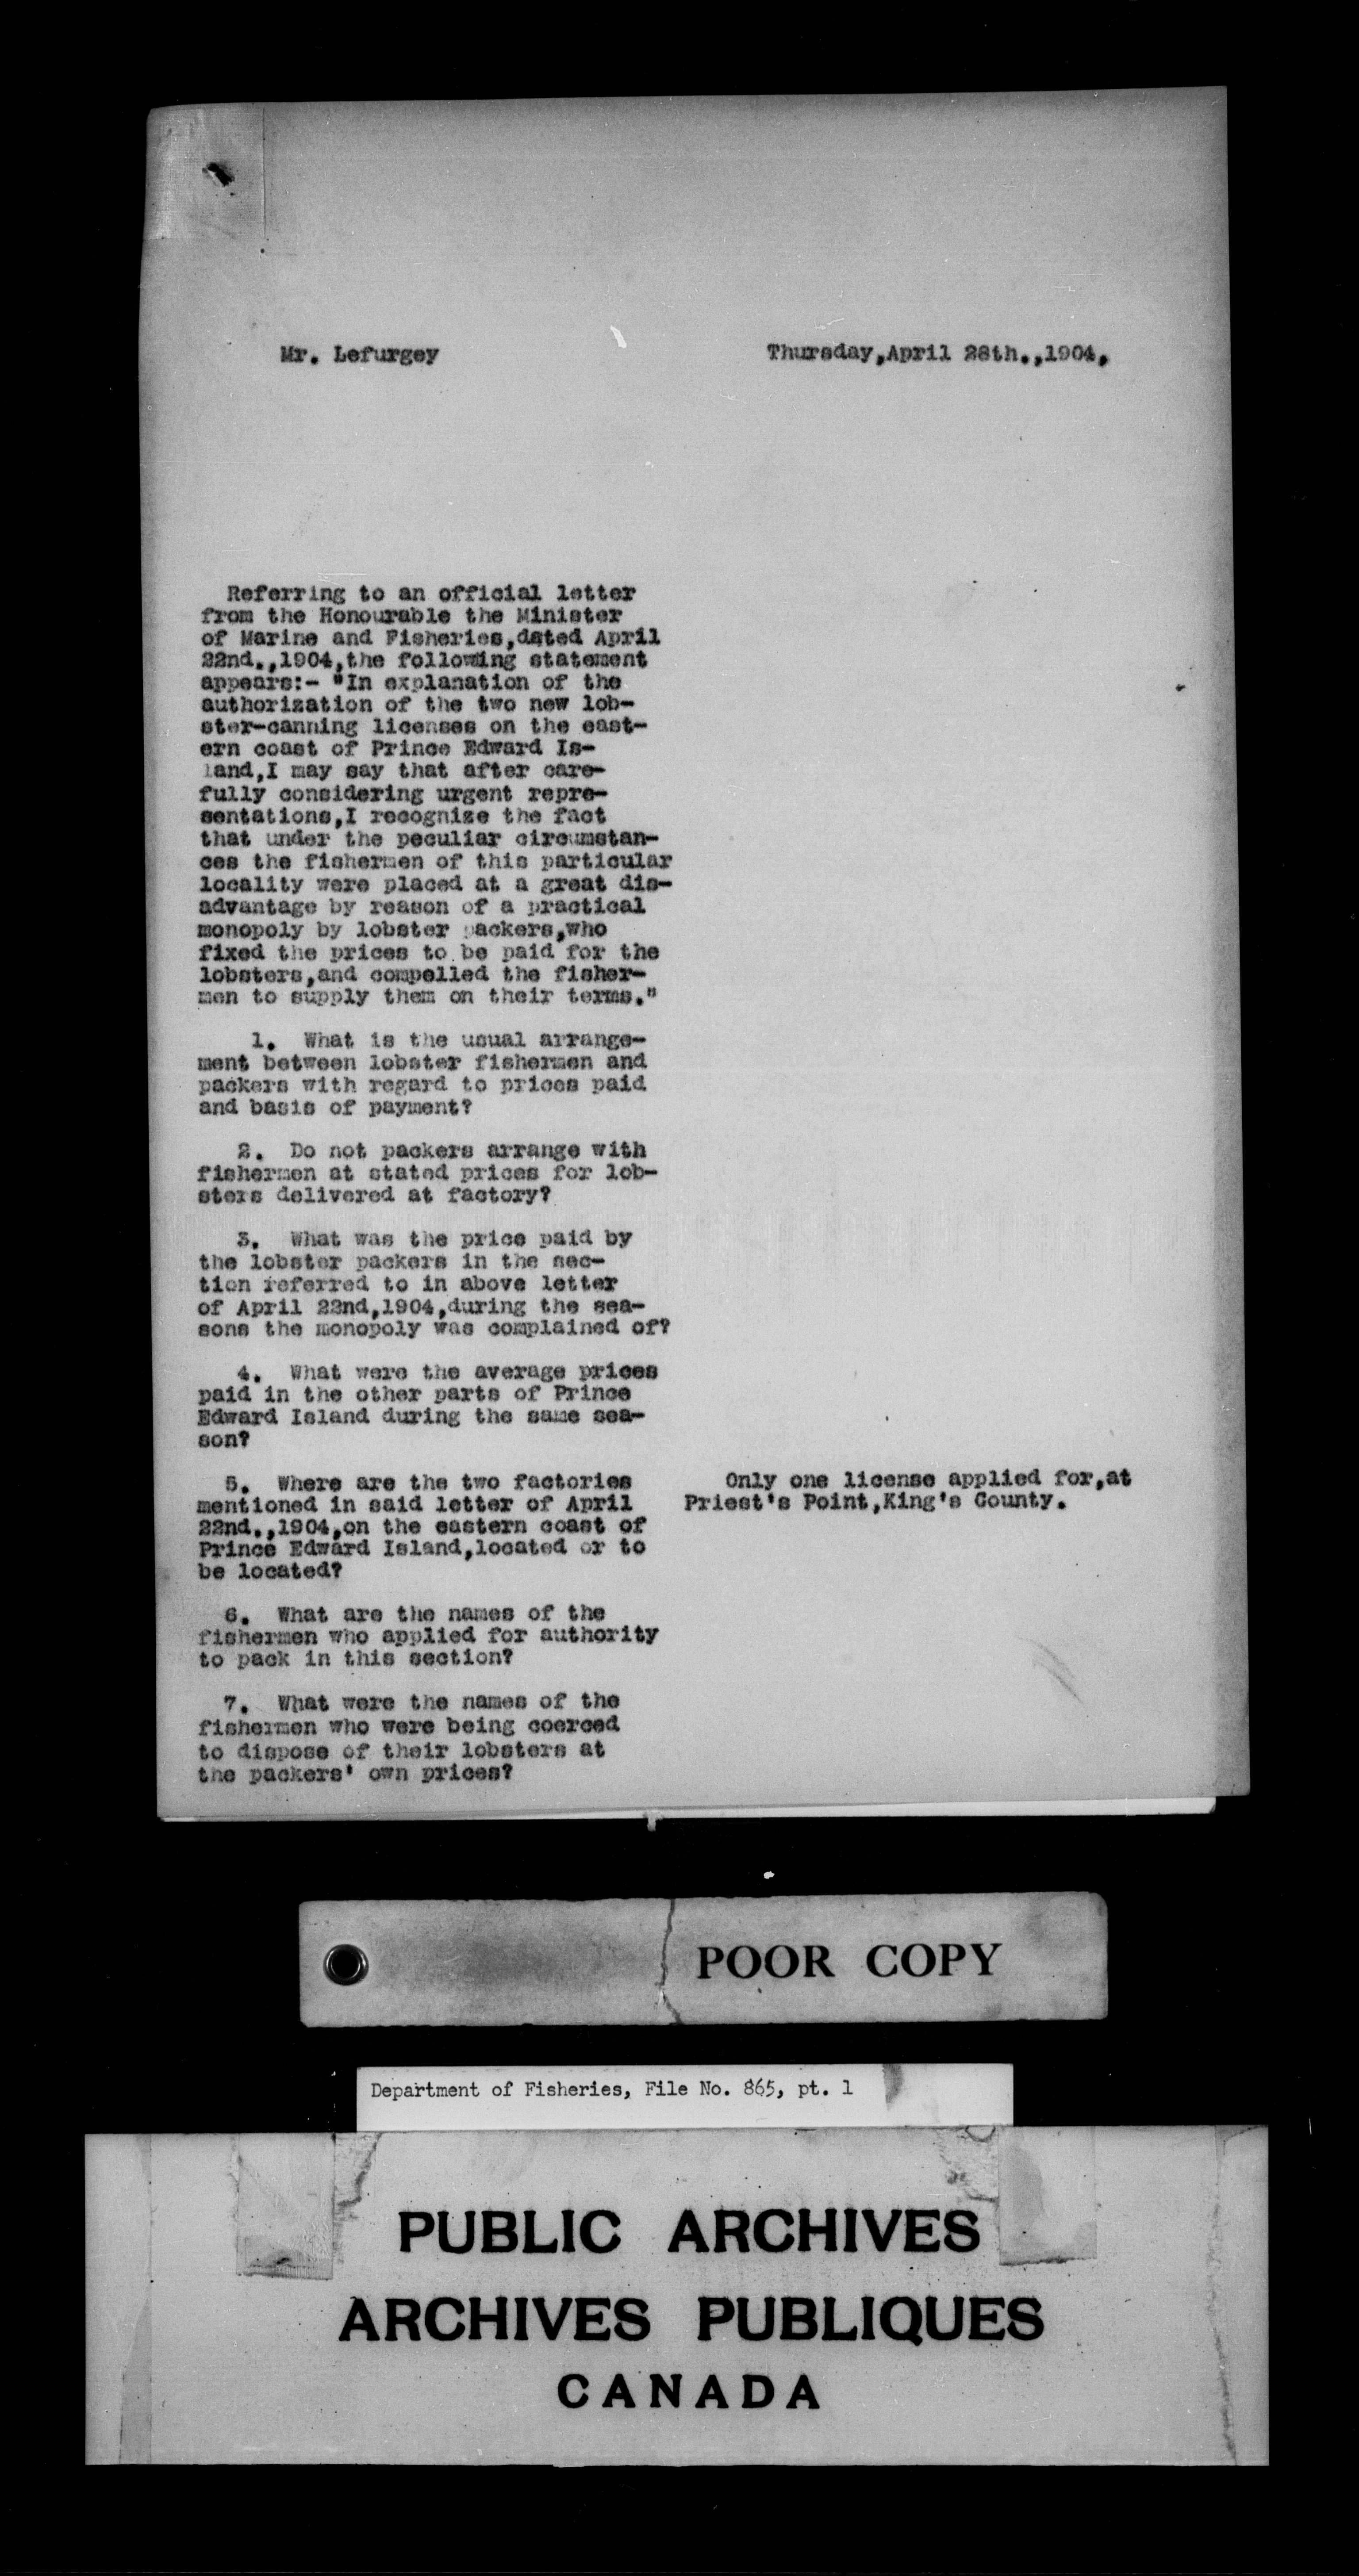 Mr. Lefurgey
Thursday,April 28th.,1904,
Referring to an official letter
from the Honourable the Minister
of Marine and Fisheries,dated April
22nd.,1904,the following statement
appears:- "In explanation of the
authorization of the two new lob-
ster-canning licenses on the east-
ern coast of Prince Edward Is-
land,I may say that after care-
fully considering urgent repre-
sentations,I recognize the fact
that under the peculiar circumstan-
ces the fishermen of this particular
locality were placed at a great dis-
advantage by reason of a practical
monopoly by lobster packers,who
fixed the prices to be paid for the
lobsters,and compelled the fisher-
men to supply them on their terms."
1. What is the usual arrange-
ment between lobster fishermen and
packers with regard to prices paid
and basis of payment?
2. Do not packers arrange with
fishermen at stated prices for lob-
sters delivered at factory?
3. What was the price paid by
the lobster packers in the sec-
tion referred to in above letter
of April 22nd,1904,during the sea-
sons the monopoly was complained of?
4. What were the average prices
paid in the other parts of Prince
Edward Island during the same sea-
son?
5. Where are the two factories
mentioned in said letter of April
22nd.,1904,on the eastern coast of
Prince Edward Island,located or to
be located?
Only one license applied for,at
Priest's Point,King's County.
6. What are the names of the
fishermen who applied for authority
to pack in this section?
7. What were the names of the
fishermen who were being coerced
to dispose of their lobsters at
the packers' own prices?
POOR COPY
Department of Fisheries, File No. 865, pt. 1
PUBLIC ARCHIVES
ARCHIVES PUBLIQUES
CANADA